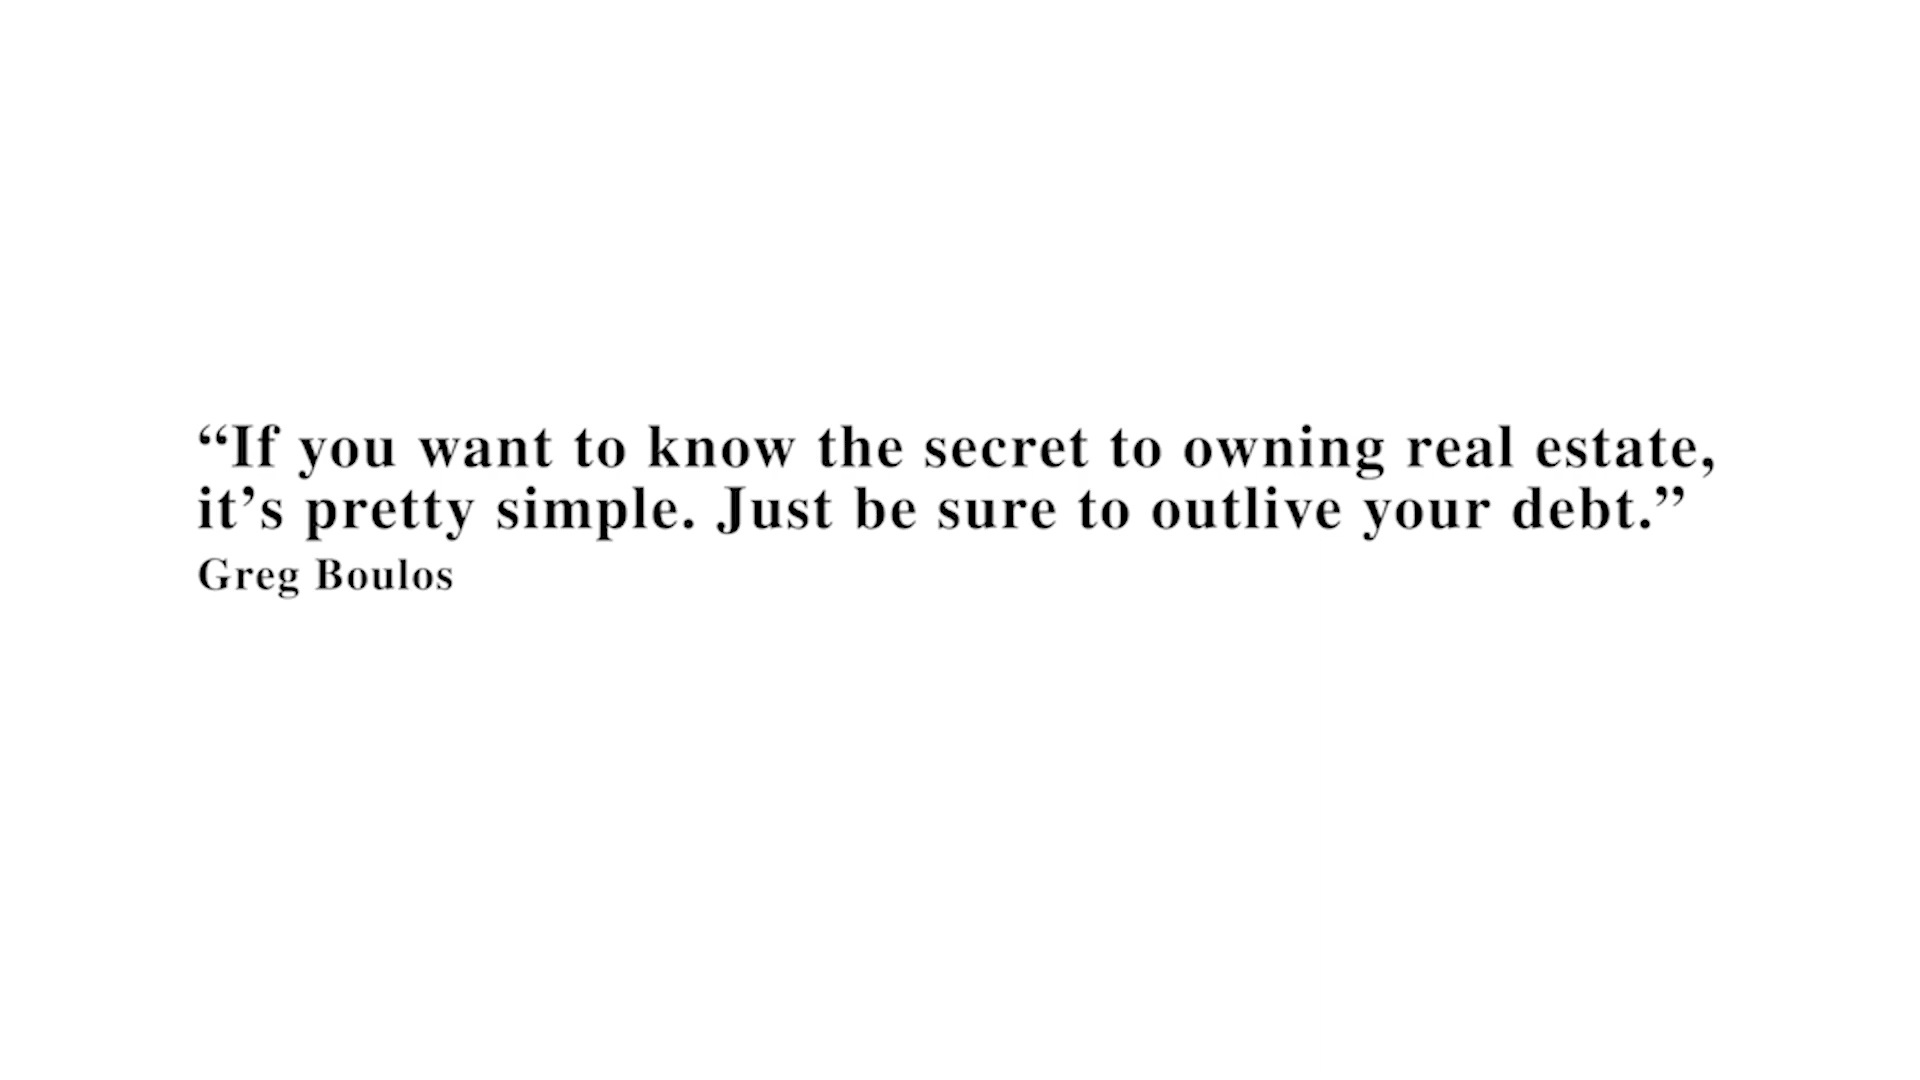 “If you want to know the secret to owning real estate,
it’s pretty simple. Just be sure to outlive your debt.”
Greg Boulos